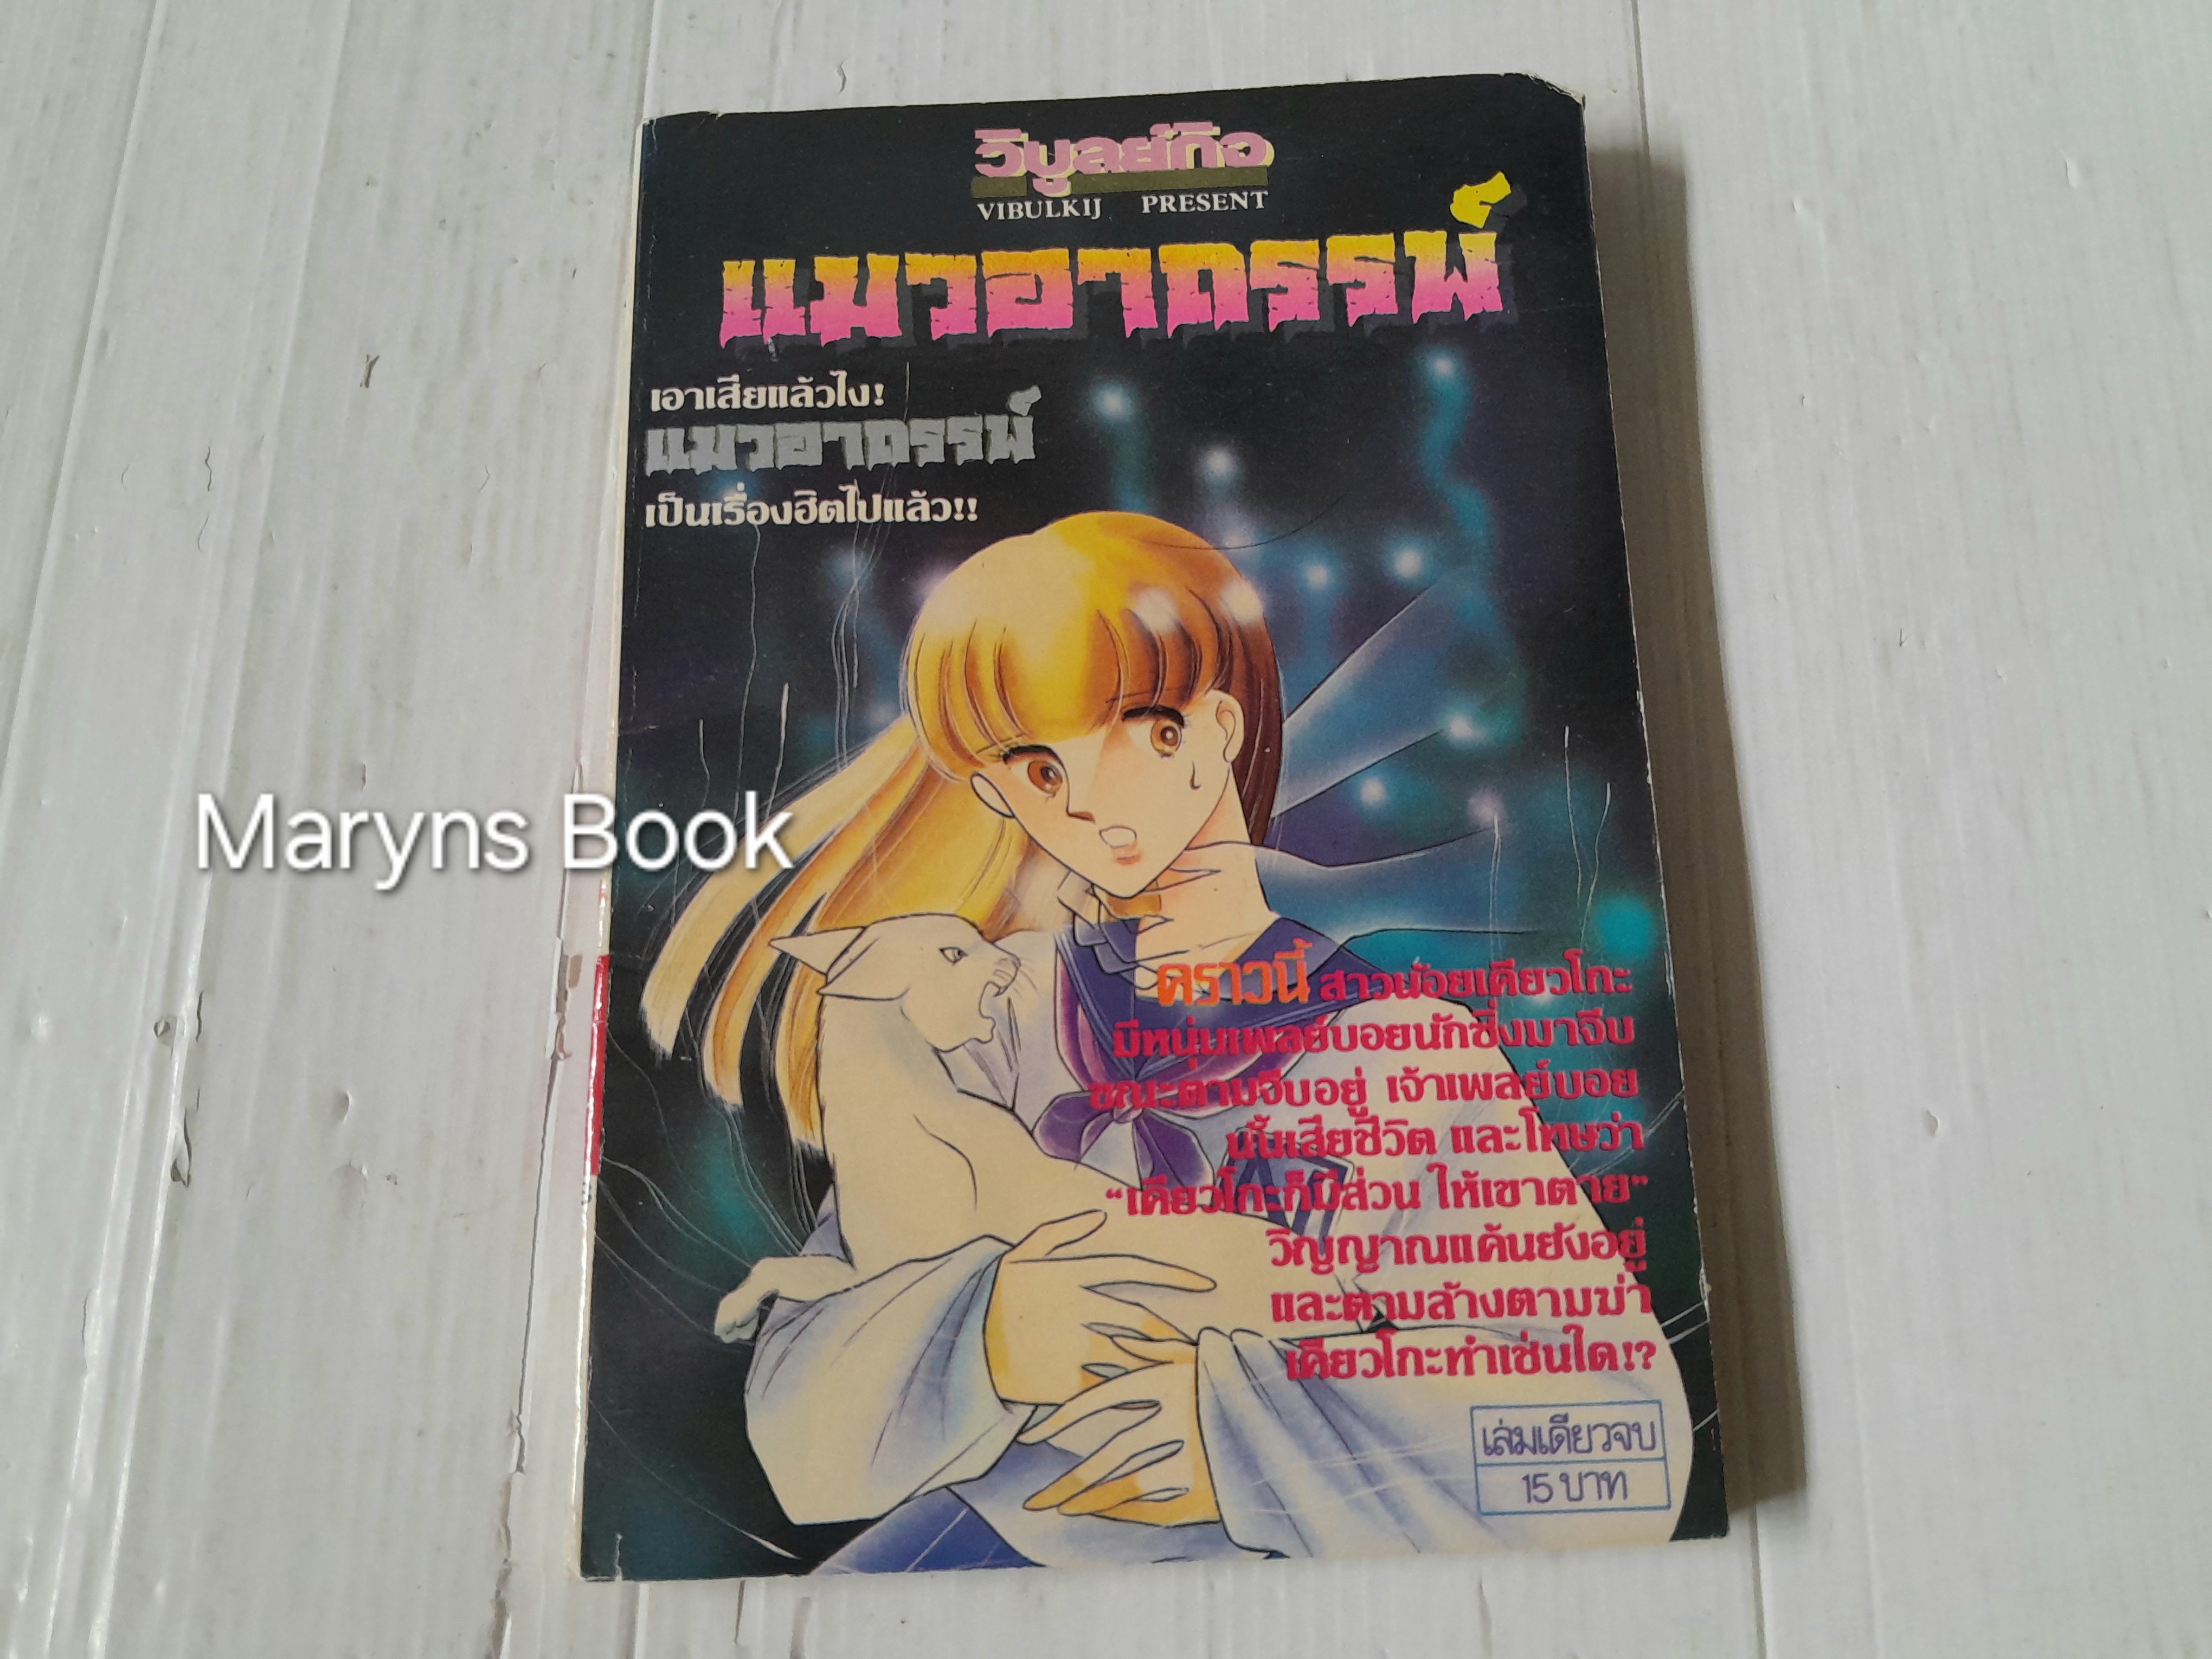 วิบูลย์กิจ
VIBULKIJ PRESENT
แมวอาถรรพ์
เอาเสียแล้วไง!
แมวอาถรรพ์
เป็นเรื่องฮิตไปแล้ว!!
Maryns Book
คราวนี้ สาวน้อยเคียวโกะ
มีหนุ่มเพลย์บอยนักซิ่งมาจีบ
ขณะตามจีบอยู่ เจ้าเพลย์บอย
นั้นเสียชีวิต และโทษว่า
“เคียวโกะก็มีส่วน ให้เขาตาย”
วิญญาณแค้นยังอยู่
และตามล้างตามฆ่า
เคียวโกะทำเช่นใด!?
เล่มเดียวจบ
15 บาท